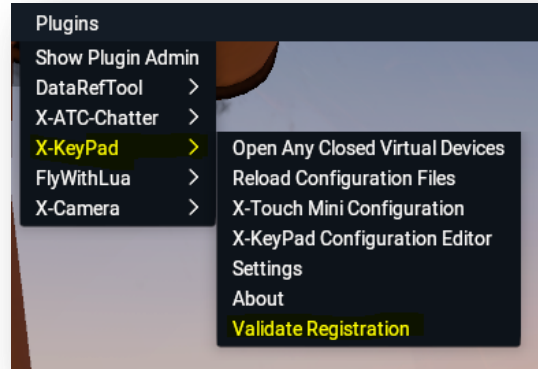 Plugins
Show Plugin Admin
DataRefTool >
X-ATC-Chatter >
X-KeyPad >
FlyWithLua >
X-Camera >
Open Any Closed Virtual Devices
Reload Configuration Files
X-Touch Mini Configuration
X-KeyPad Configuration Editor
Settings
About
Validate Registration